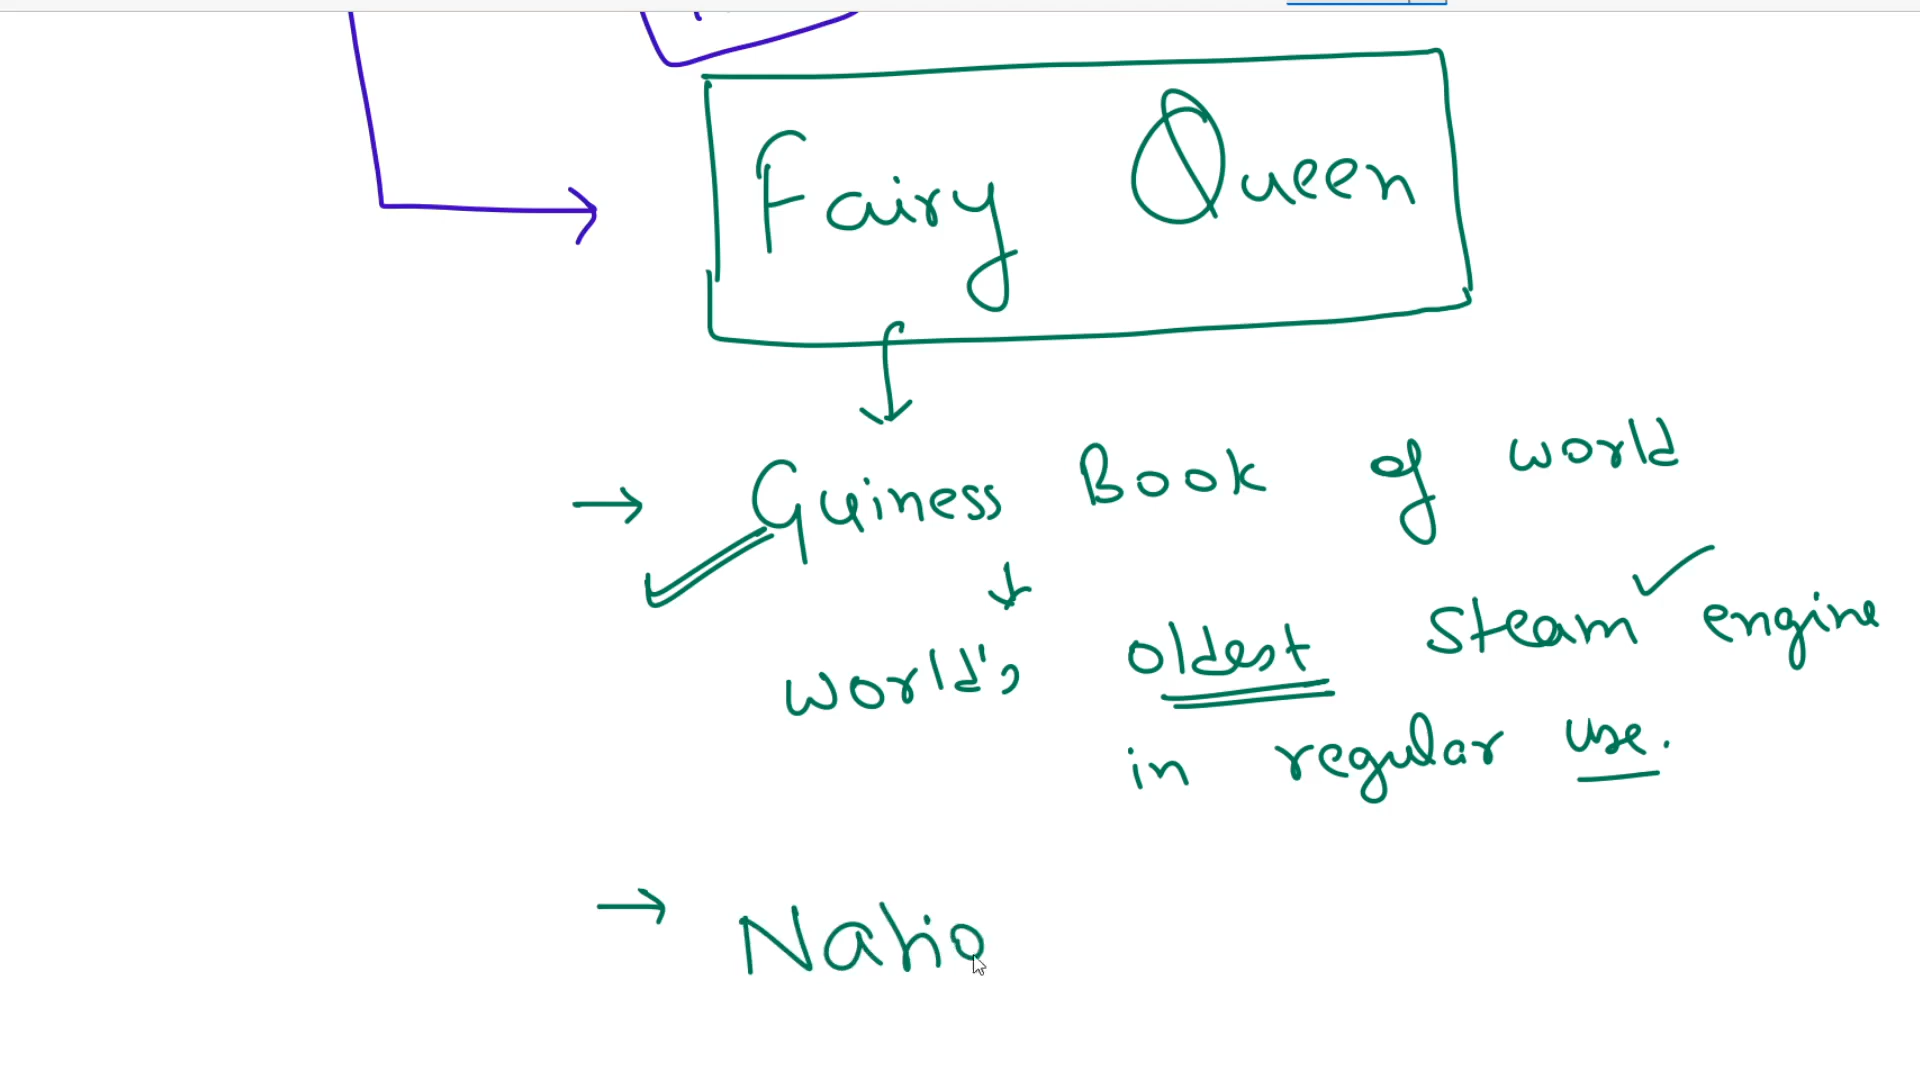 Fairy Queen
Guiness Book of world
world's oldest steam engine
in regular use.
Natio